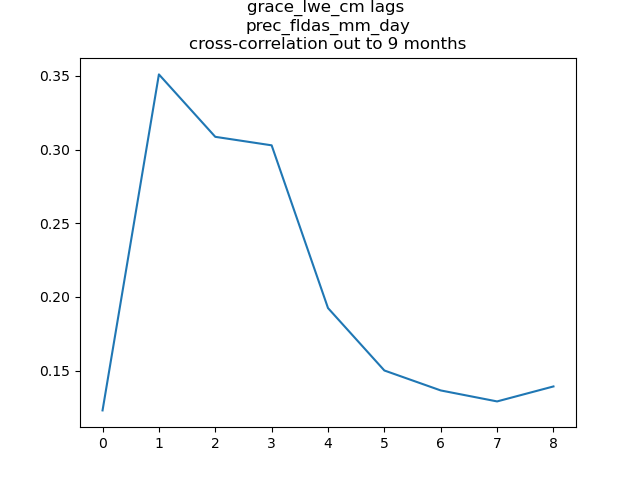 grace_lwe_cm lags
prec_fldas_mm_day
cross-correlation out to 9 months
0.35
0.30
0.25
0.20
0.15
0 1 2 3 4 5 6 7 8